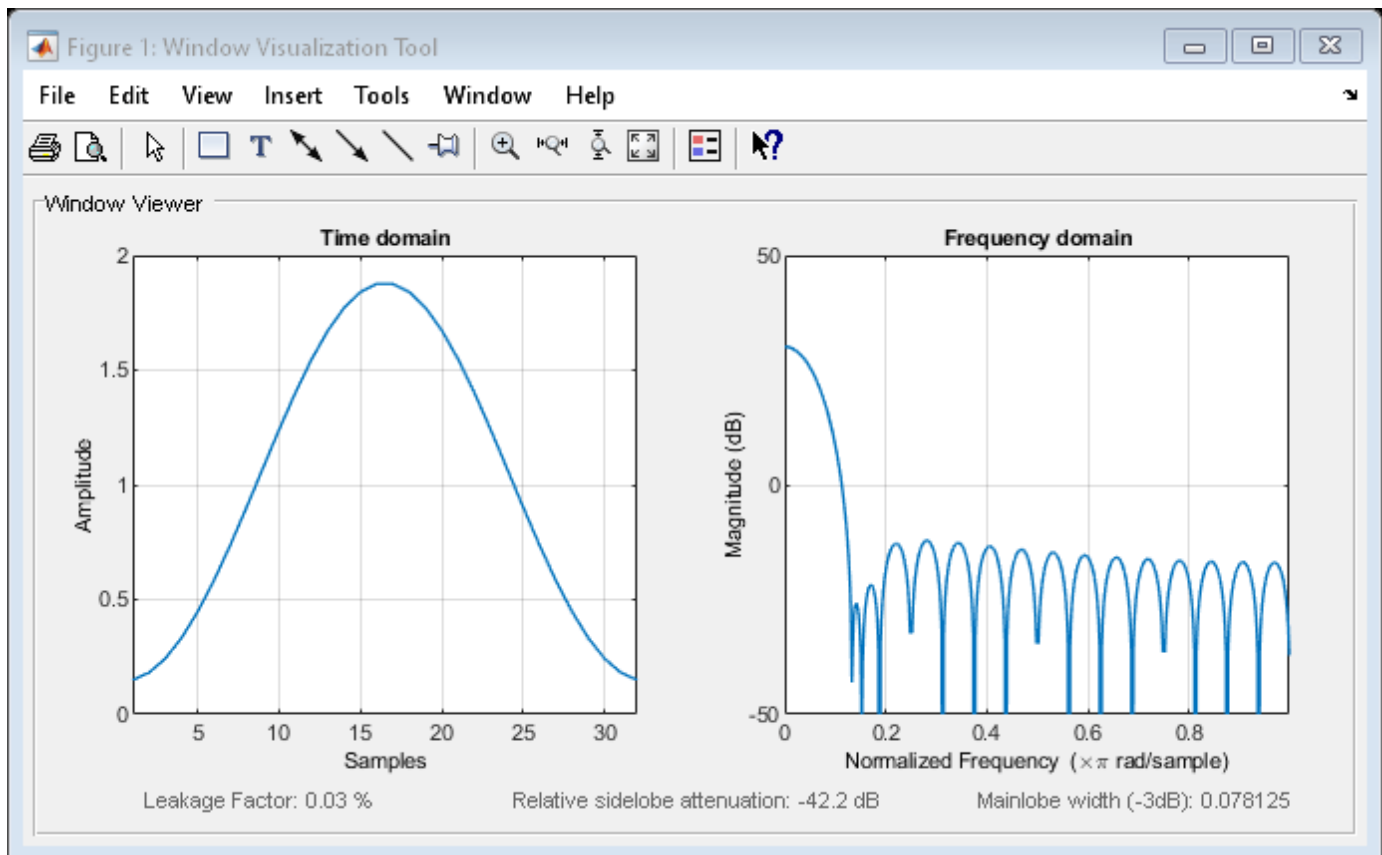 Figure 1: Window Visualization Tool
File Edit View Insert Tools Window Help
T
?
Window Viewer
Time domain
2
1.5
1
0.5
0
5 10 15 20 25 30
Amplitude
Samples
Frequency domain
50
0
-50
0 0.2 0.4 0.6 0.8
Magnitude (dB)
Normalized Frequency (×π rad/sample)
Leakage Factor: 0.03 % Relative sidelobe attenuation: -42.2 dB Mainlobe width (-3dB): 0.078125